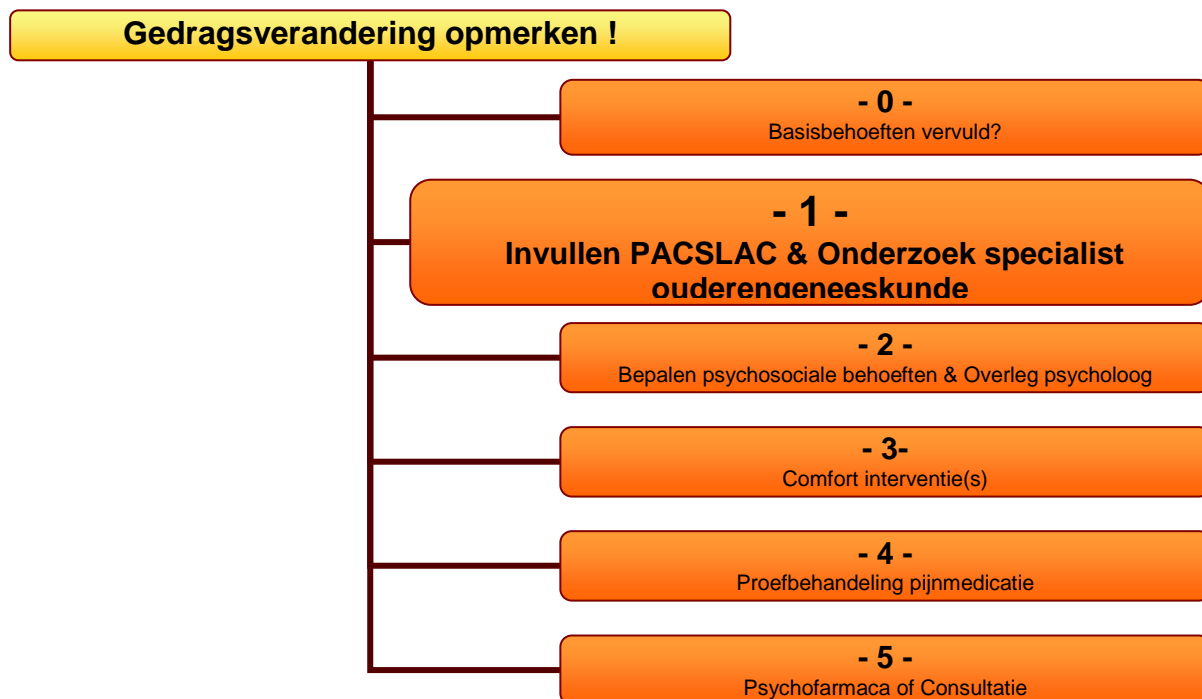 Gedragsverandering opmerken !
- 0 -
Basisbehoeften vervuld?
- 1 -
Invullen PACSLAC & Onderzoek specialist
ouderengeneeskunde
- 2 -
Bepalen psychosociale behoeften & Overleg psycholoog
- 3-
Comfort interventie(s)
- 4 -
Proefbehandeling pijnmedicatie
- 5 -
Psychofarmaca of Consultatie